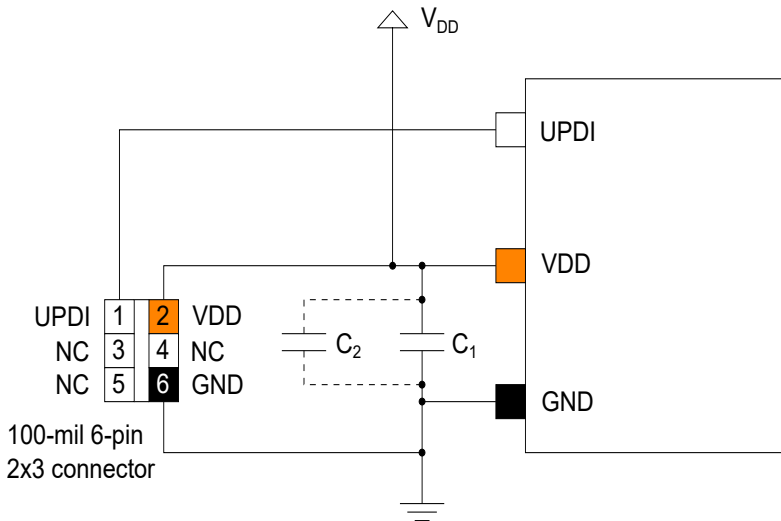 V_DD
UPDI
VDD
UPDI 1 2 VDD
NC 3 4 NC
NC 5 6 GND
C₂
C₁
GND
100-mil 6-pin
2x3 connector